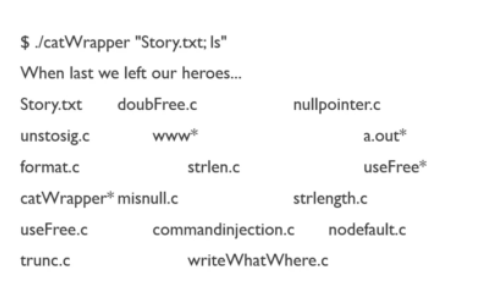 $ ./catWrapper "Story.txt; ls"
When last we left our heroes...
Story.txt doubFree.c nullpointer.c
unstosig.c www* a.out*
format.c strlen.c useFree*
catWrapper* misnull.c strlength.c
useFree.c commandinjection.c nodefault.c
trunc.c writeWhatWhere.c